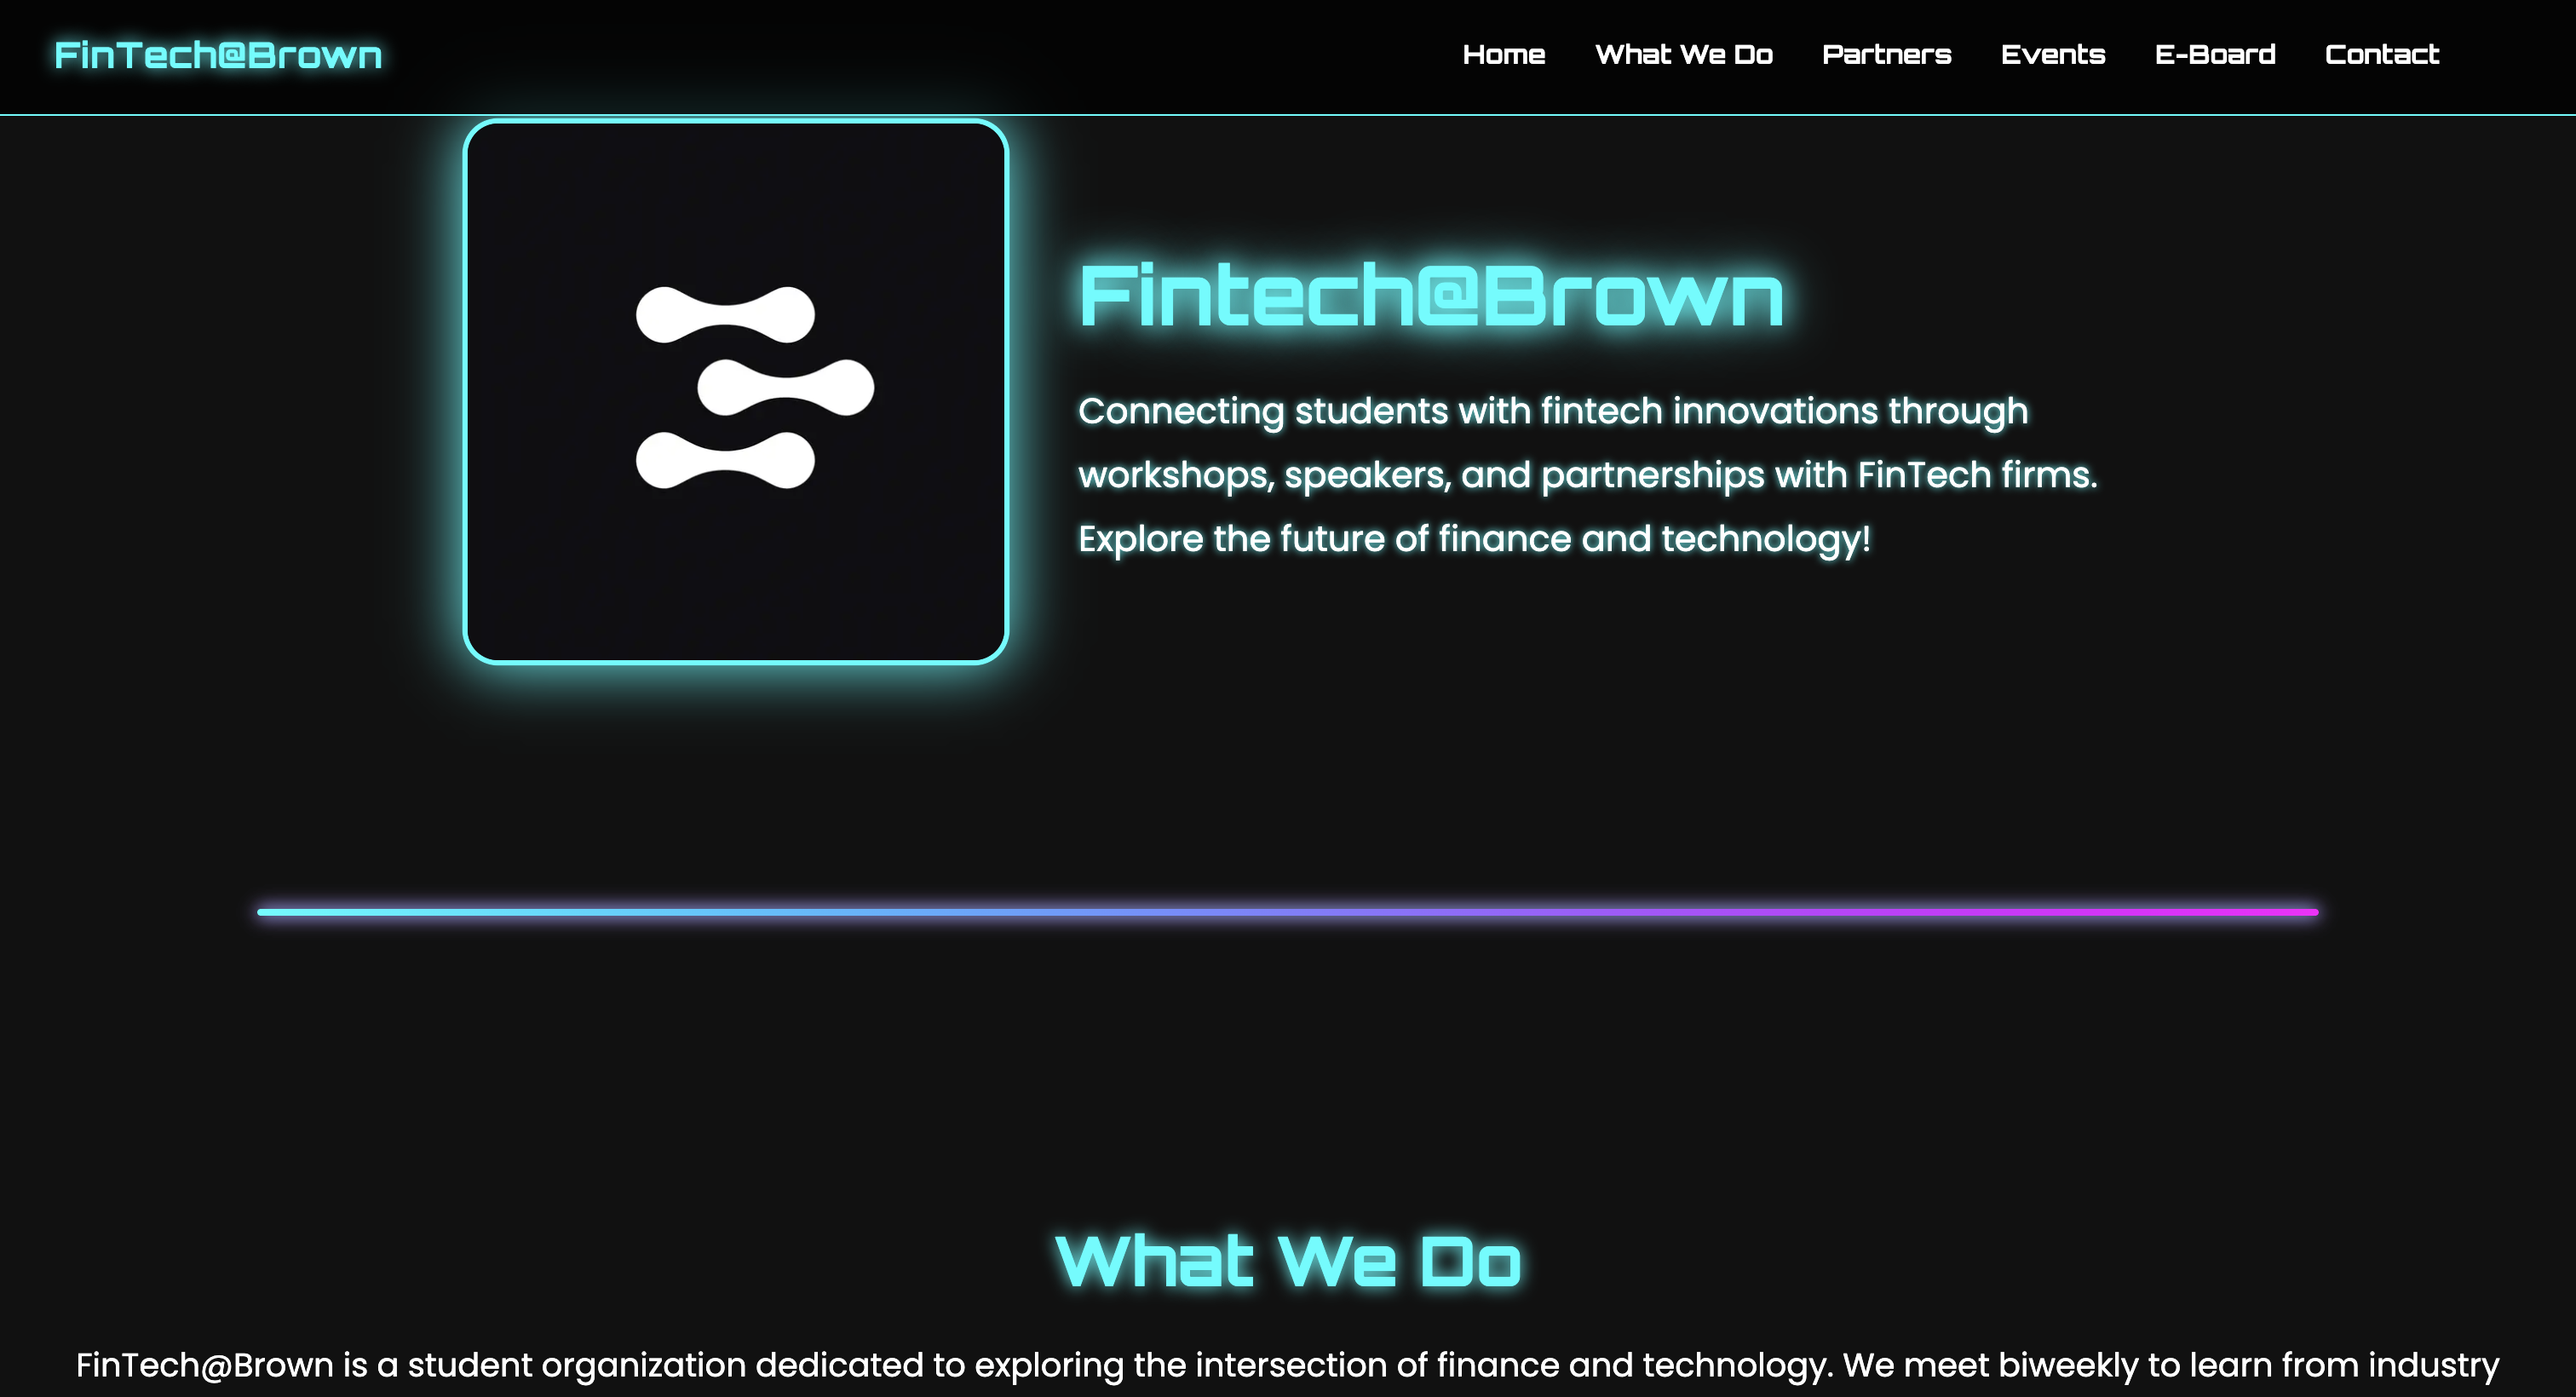 FinTech@Brown
Home What We Do Partners Events E-Board Contact
Fintech@Brown
Connecting students with fintech innovations through
workshops, speakers, and partnerships with FinTech firms.
Explore the future of finance and technology!
What We Do
FinTech@Brown is a student organization dedicated to exploring the intersection of finance and technology. We meet biweekly to learn from industry